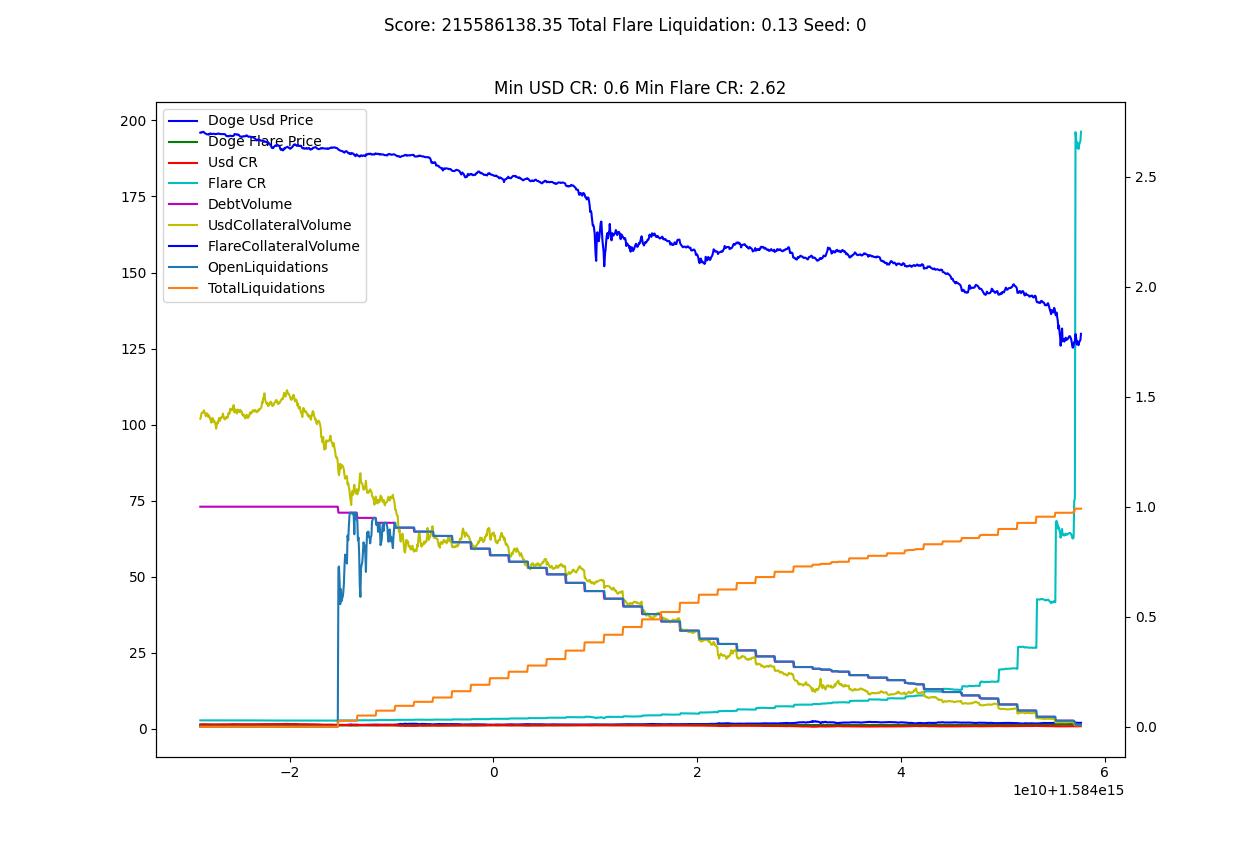 Score: 215586138.35 Total Flare Liquidation: 0.13 Seed: 0
Min USD CR: 0.6 Min Flare CR: 2.62
Doge Usd Price
Doge Flare Price
Usd CR
Flare CR
DebtVolume
UsdCollateralVolume
FlareCollateralVolume
OpenLiquidations
TotalLiquidations
200
175
150
125
100
75
50
25
0
2.5
2.0
1.5
1.0
0.5
0.0
−2
0
2
4
6
1e10+1.584e15